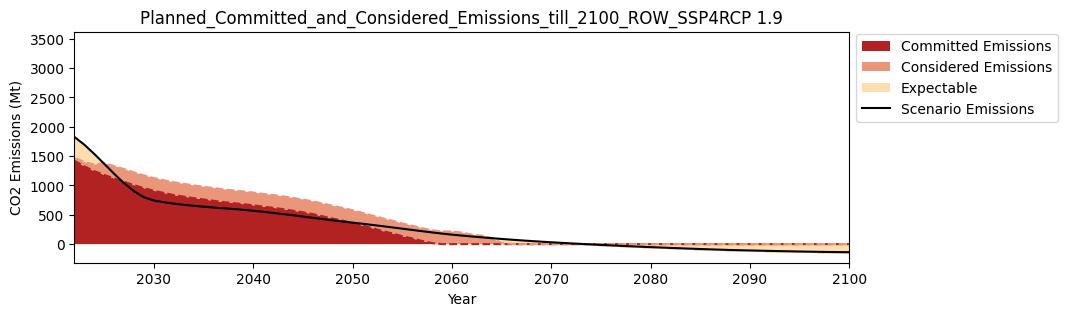 Planned_Committed_and_Considered_Emissions_till_2100_ROW_SSP4RCP 1.9
CO2 Emissions (Mt)
3500
3000
2500
2000
1500
1000
500
0
2030
2040
2050
2060
2070
2080
2090
2100
Year
Committed Emissions
Considered Emissions
Expectable
Scenario Emissions